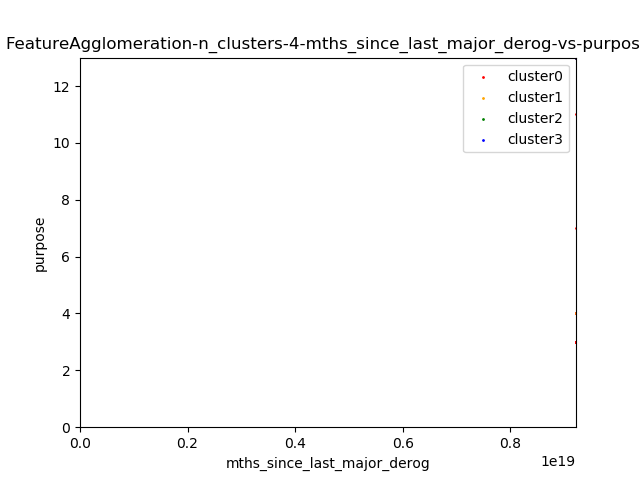 FeatureAgglomeration-n_clusters-4-mths_since_last_major_derog-vs-purpos
cluster0
cluster1
cluster2
cluster3
12
10
8
6
4
2
0
purpose
0.0 0.2 0.4 0.6 0.8
1e19
mths_since_last_major_derog